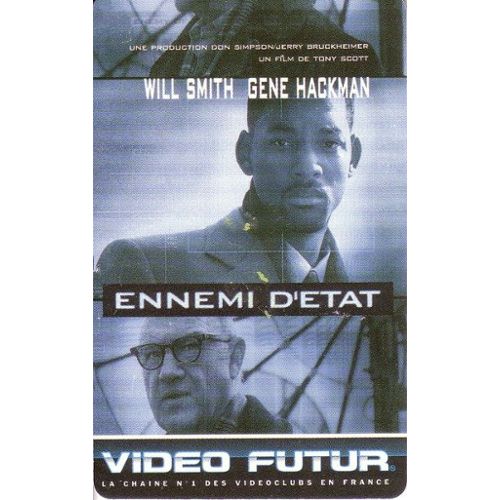 UNE PRODUCTION DON SIMPSON/JERRY BRUCKHEIMER
UN FILM DE TONY SCOTT
WILL SMITH GENE HACKMAN
ENNEMI D'ETAT
VIDEO FUTUR®
LA CHAINE N°1 DES VIDEOCLUBS EN FRANCE